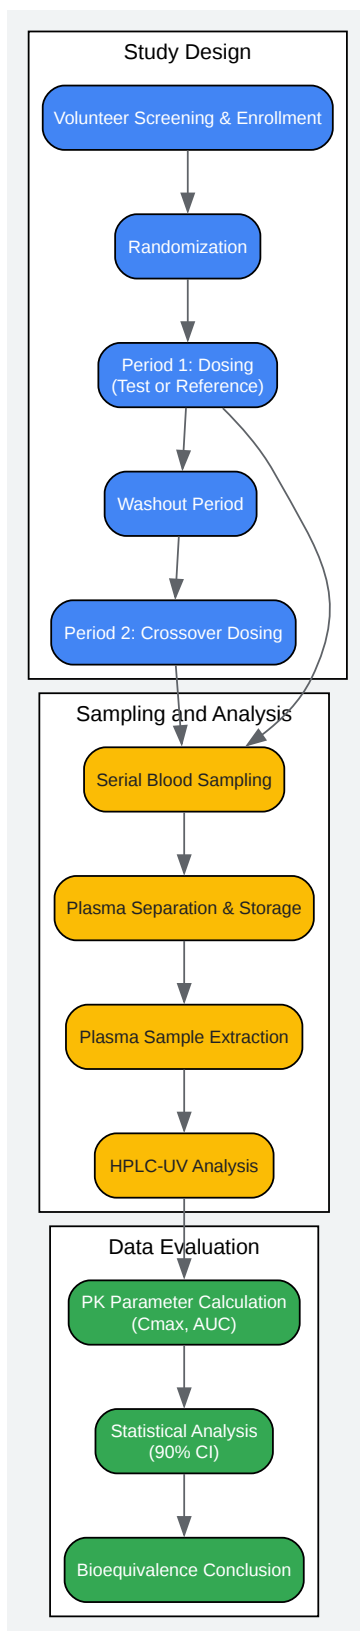 Study Design
Volunteer Screening & Enrollment
Randomization
Period 1: Dosing
(Test or Reference)
Washout Period
Period 2: Crossover Dosing
Sampling and Analysis
Serial Blood Sampling
Plasma Separation & Storage
Plasma Sample Extraction
HPLC-UV Analysis
Data Evaluation
PK Parameter Calculation
(Cmax, AUC)
Statistical Analysis
(90% CI)
Bioequivalence Conclusion